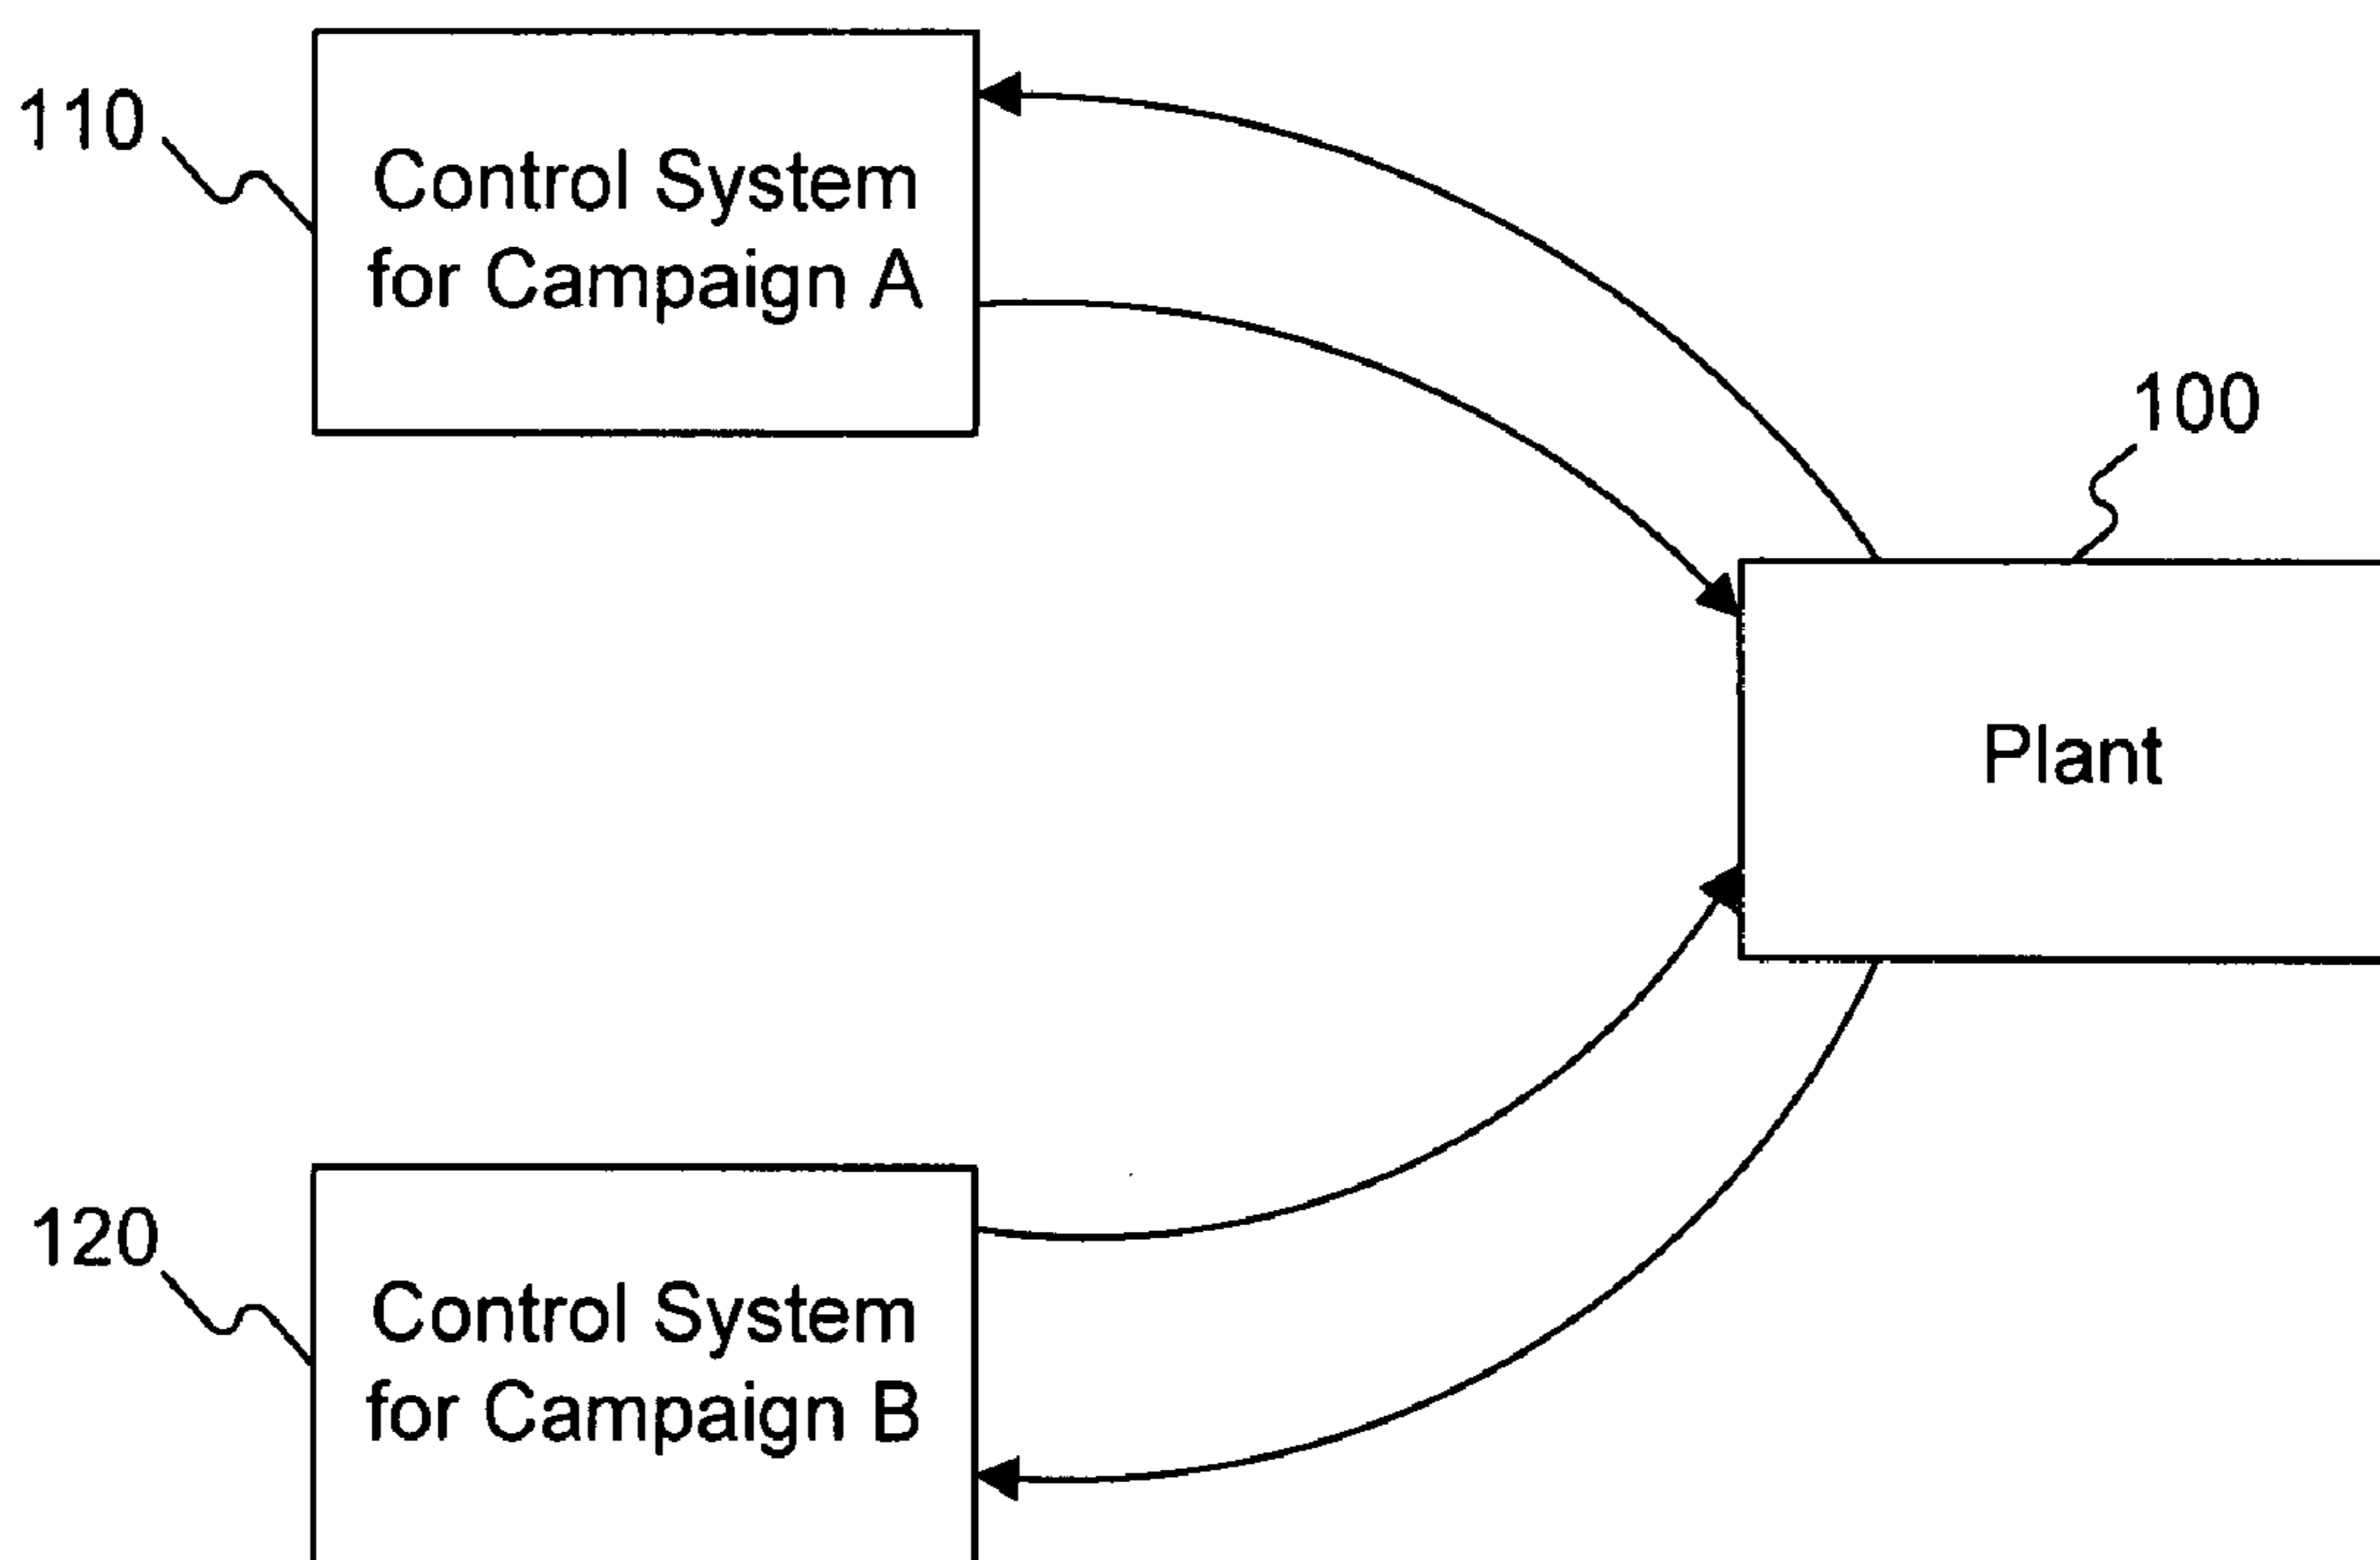 110
Control System
for Campaign A
100
Plant
120
Control System
for Campaign B